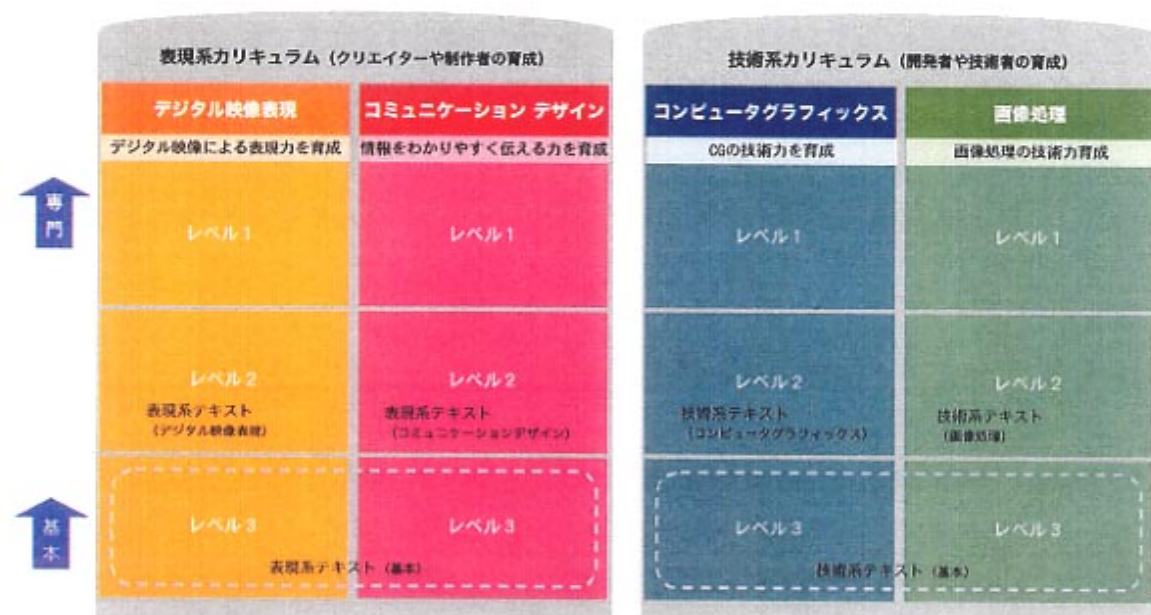 表現系カリキュラム (クリエイターや制作者の育成)
デジタル映像表現
コミュニケーション デザイン
デジタル映像による表現力を育成
情報をわかりやすく伝える力を育成
レベル1
レベル1
レベル2
表現系テキスト
(デジタル映像表現)
レベル2
表現系テキスト
(コミュニケーションデザイン)
レベル3
レベル3
表現系テキスト (基本)
技術系カリキュラム (開発者や技術者の育成)
コンピュータグラフィックス
画像処理
CGの技術力を育成
画像処理の技術力育成
レベル1
レベル1
レベル2
技術系テキスト
(コンピュータグラフィックス)
レベル2
技術系テキスト
(画像処理)
レベル3
レベル3
技術系テキスト (基本)
専門
基本